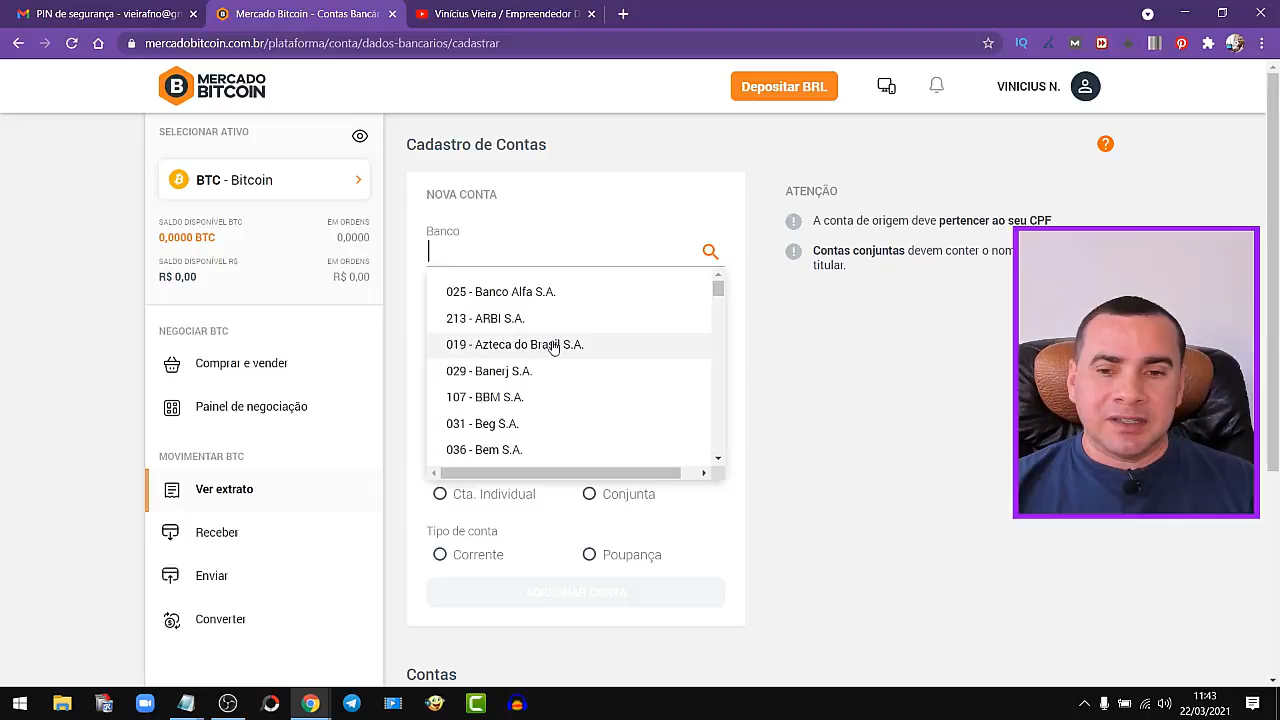 PIN de segurança - vieirafno@gm
Mercado Bitcoin - Contas Bancár
Vinícius Vieira / Empreendedor D
mercadobitcoin.com.br/plataforma/conta/dados-bancarios/cadastrar
IQ
MERCADO
BITCOIN
Depositar BRL
VINICIUS N.
SELECIONAR ATIVO
BTC - Bitcoin
SALDO DISPONÍVEL BTC
EM ORDENS
0,0000 BTC
0,0000
SALDO DISPONÍVEL R$
EM ORDENS
R$ 0,00
R$ 0,00
NEGOCIAR BTC
Comprar e vender
Painel de negociação
MOVIMENTAR BTC
Ver extrato
Receber
Enviar
Converter
Cadastro de Contas
NOVA CONTA
Banco
025 - Banco Alfa S.A.
213 - ARBI S.A.
019 - Azteca do Brasil S.A.
029 - Banerj S.A.
107 - BBM S.A.
031 - Beg S.A.
036 - Bem S.A.
Cta. Individual
Conjunta
Tipo de conta
Corrente
Poupança
ADICIONAR CONTA
Contas
?
ATENÇÃO
A conta de origem deve pertencer ao seu CPF
Contas conjuntas devem conter o nom
titular.
11:43
22/03/2021